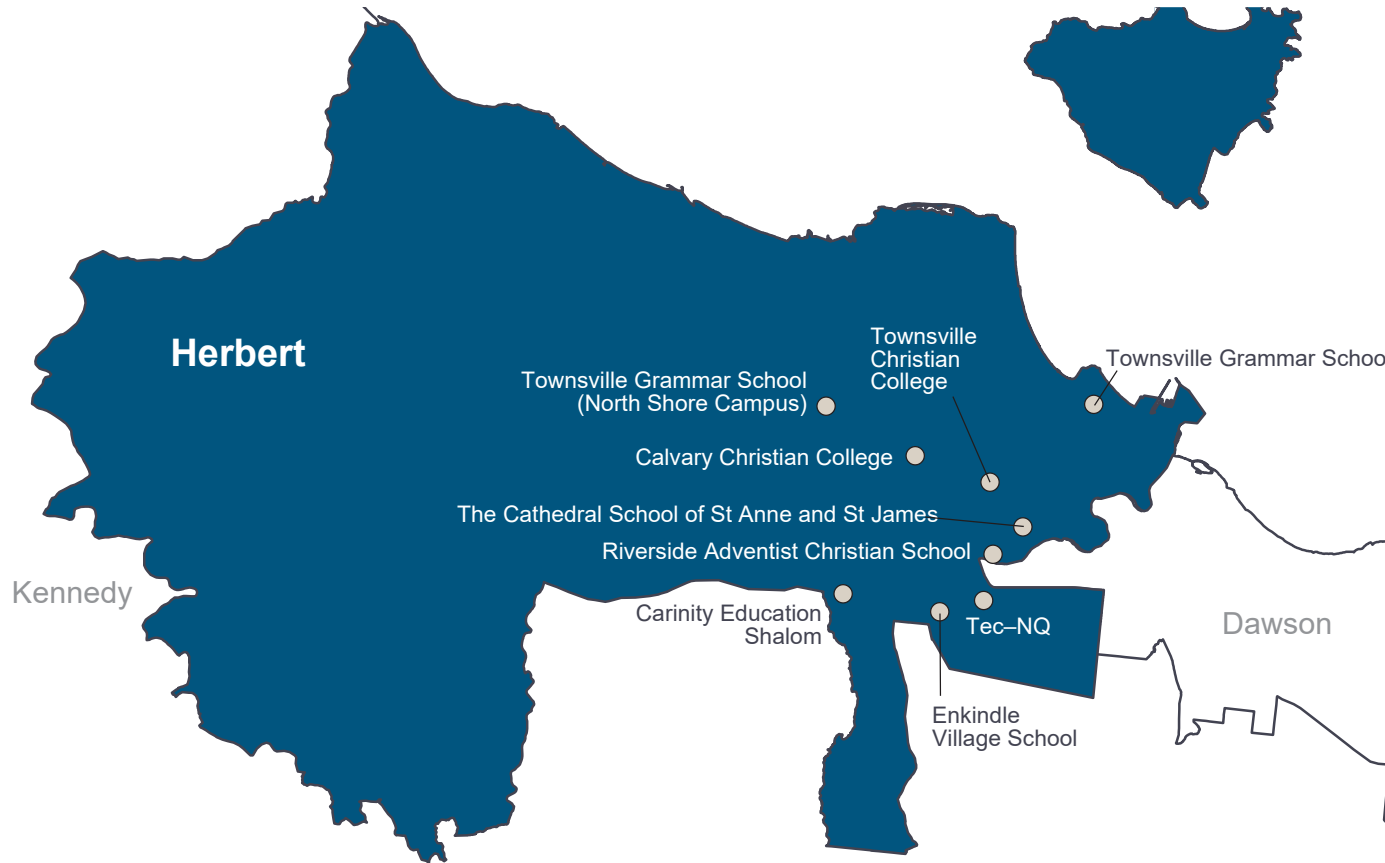 Herbert
Townsville
Christian
College
Townsville Grammar School
Townsville Grammar School
(North Shore Campus)
Calvary Christian College
The Cathedral School of St Anne and St James
Riverside Adventist Christian School
Kennedy
Carinity Education
Shalom
Tec–NQ
Dawson
Enkindle
Village School